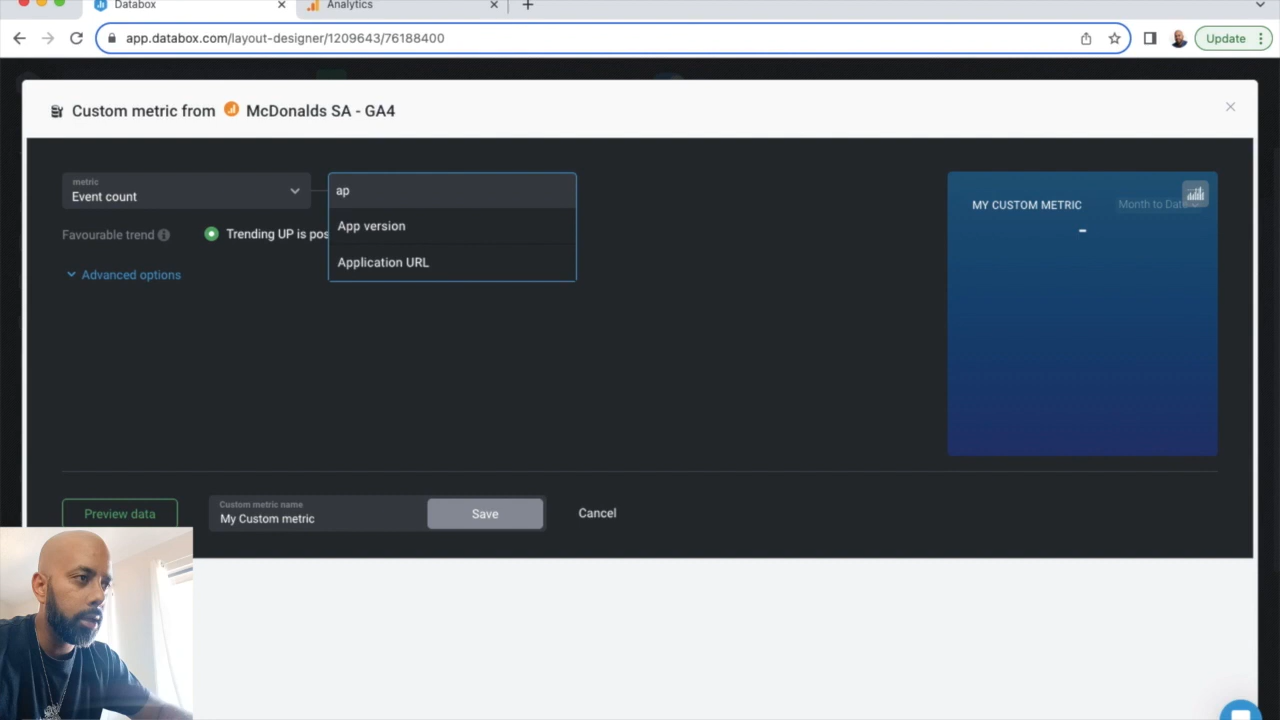 Databox
Analytics
app.databox.com/layout-designer/1209643/76188400
Update
Custom metric from McDonalds SA - GA4
metric
Event count
ap
App version
Application URL
Favourable trend
Trending UP is pos
Advanced options
MY CUSTOM METRIC
Month to Date
-
Preview data
Custom metric name
My Custom metric
Save
Cancel